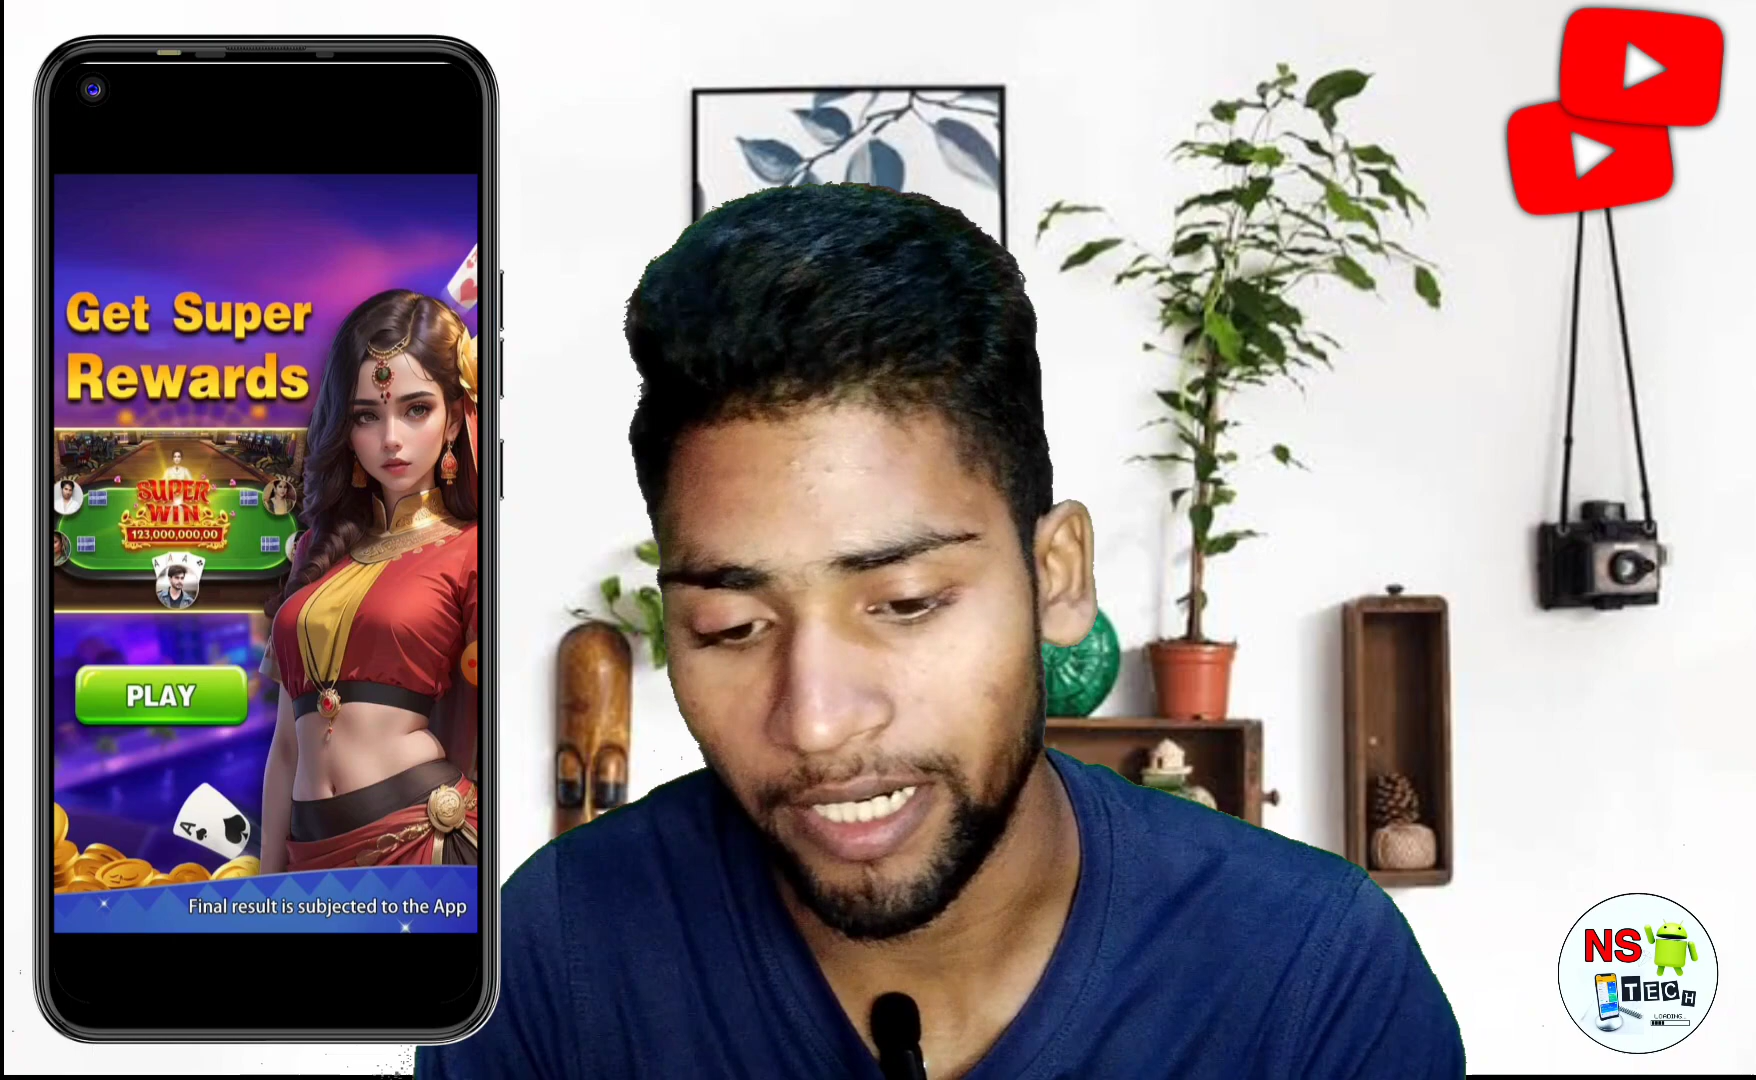 Get Super
Rewards
SUPER
WIN
123,000,000,00
PLAY
A
Final result is subjected to the App
NS
TECH
LOADING...